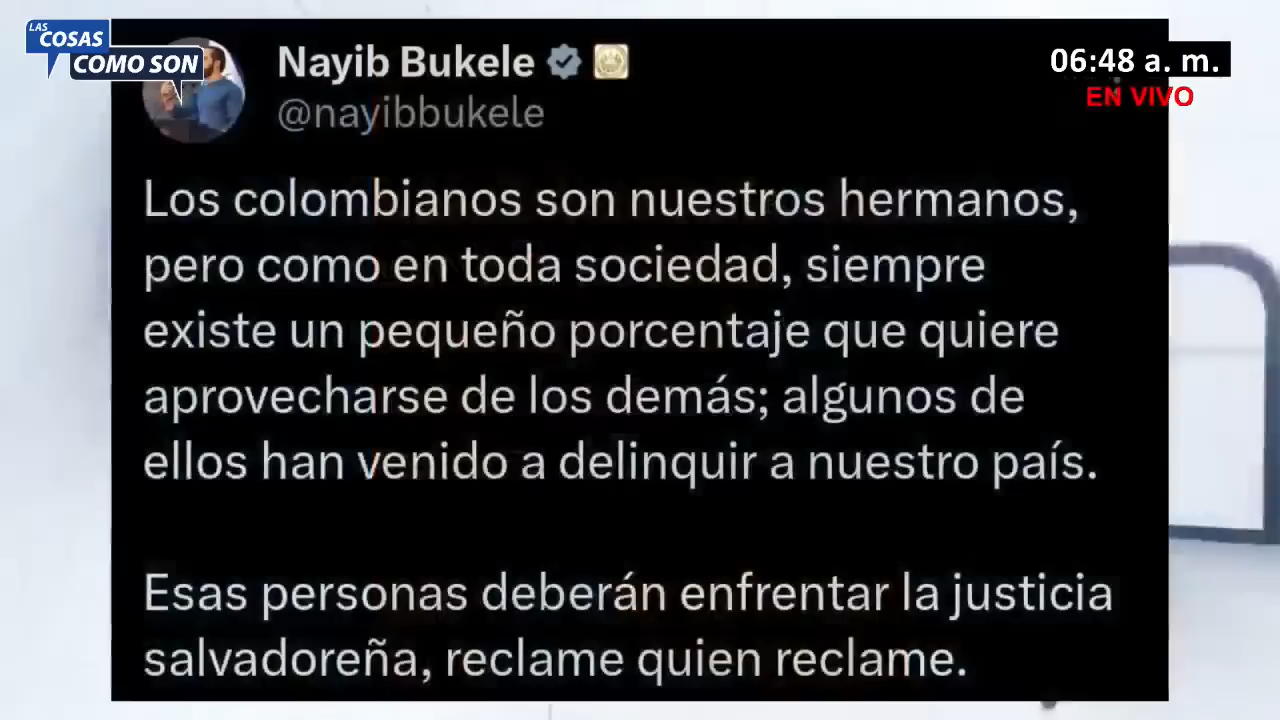 LAS
COSAS
COMO SON
Nayib Bukele
@nayibbukele
06:48 a. m.
EN VIVO
Los colombianos son nuestros hermanos,
pero como en toda sociedad, siempre
existe un pequeño porcentaje que quiere
aprovecharse de los demás; algunos de
ellos han venido a delinquir a nuestro país.
Esas personas deberán enfrentar la justicia
salvadoreña, reclame quien reclame.